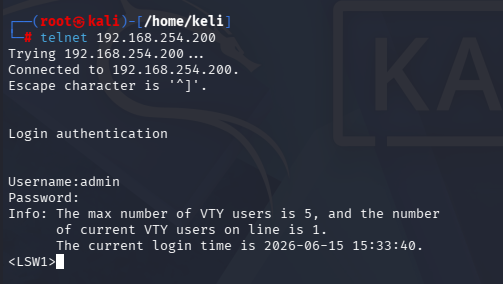 ┌──(root㉿kali)-[/home/keli]
└─# telnet 192.168.254.200
Trying 192.168.254.200...
Connected to 192.168.254.200.
Escape character is '^]'.
Login authentication
Username:admin
Password:
Info: The max number of VTY users is 5, and the number
of current VTY users on line is 1.
The current login time is 2026-06-15 15:33:40.
<LSW1>
KA